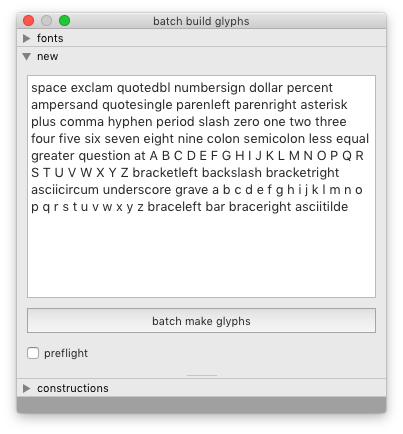 batch build glyphs
fonts
new
space exclam quotedbl numbersign dollar percent
ampersand quotesingle parenleft parenright asterisk
plus comma hyphen period slash zero one two three
four five six seven eight nine colon semicolon less equal
greater question at A B C D E F G H I J K L M N O P Q R
S T U V W X Y Z bracketleft backslash bracketright
asciicircum underscore grave a b c d e f g h i j k l m n o
p q r s t u v w x y z braceleft bar braceright asciitilde
batch make glyphs
preflight
constructions